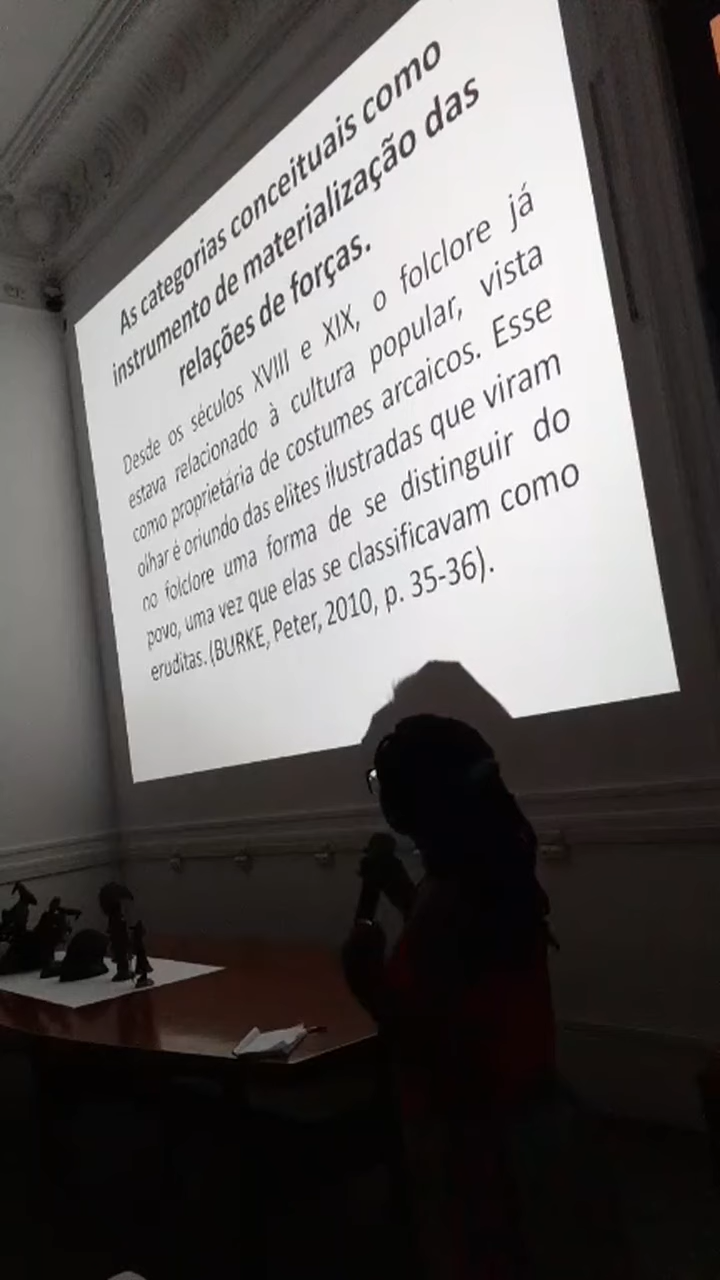 As categorias conceituais como
instrumento de materialização das
relações de forças.
Desde os séculos XVIII e XIX, o folclore já
estava relacionado à cultura popular, vista
como proprietária de costumes arcaicos. Esse
olhar é oriundo das elites ilustradas que viram
no folclore uma forma de se distinguir do
povo, uma vez que elas se classificavam como
eruditas. (BURKE, Peter, 2010, p. 35-36).